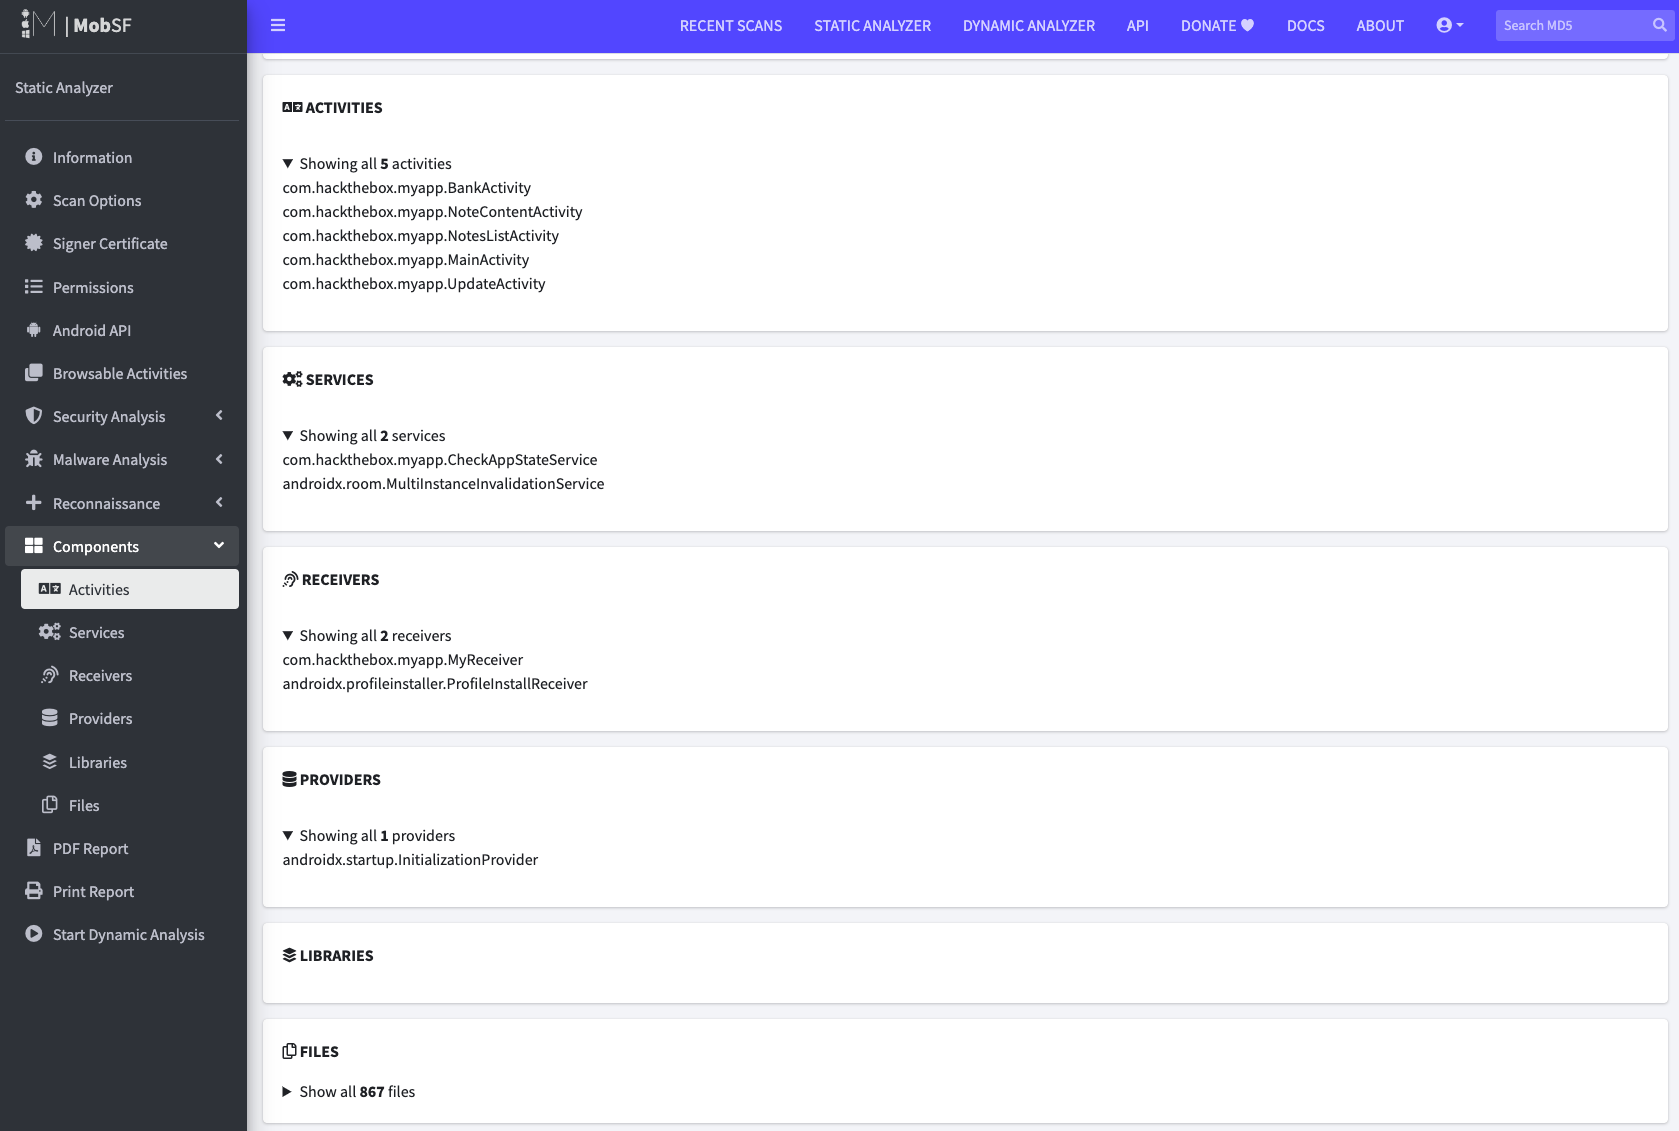 | MobSF
RECENT SCANS
STATIC ANALYZER
DYNAMIC ANALYZER
API
DONATE
DOCS
ABOUT
Search MD5
Static Analyzer
Information
Scan Options
Signer Certificate
Permissions
Android API
Browsable Activities
Security Analysis
Malware Analysis
Reconnaissance
Components
Activities
Services
Receivers
Providers
Libraries
Files
PDF Report
Print Report
Start Dynamic Analysis
ACTIVITIES
Showing all 5 activities
com.hackthebox.myapp.BankActivity
com.hackthebox.myapp.NoteContentActivity
com.hackthebox.myapp.NotesListActivity
com.hackthebox.myapp.MainActivity
com.hackthebox.myapp.UpdateActivity
SERVICES
Showing all 2 services
com.hackthebox.myapp.CheckAppStateService
androidx.room.MultiInstanceInvalidationService
RECEIVERS
Showing all 2 receivers
com.hackthebox.myapp.MyReceiver
androidx.profileinstaller.ProfileInstallReceiver
PROVIDERS
Showing all 1 providers
androidx.startup.InitializationProvider
LIBRARIES
FILES
Show all 867 files